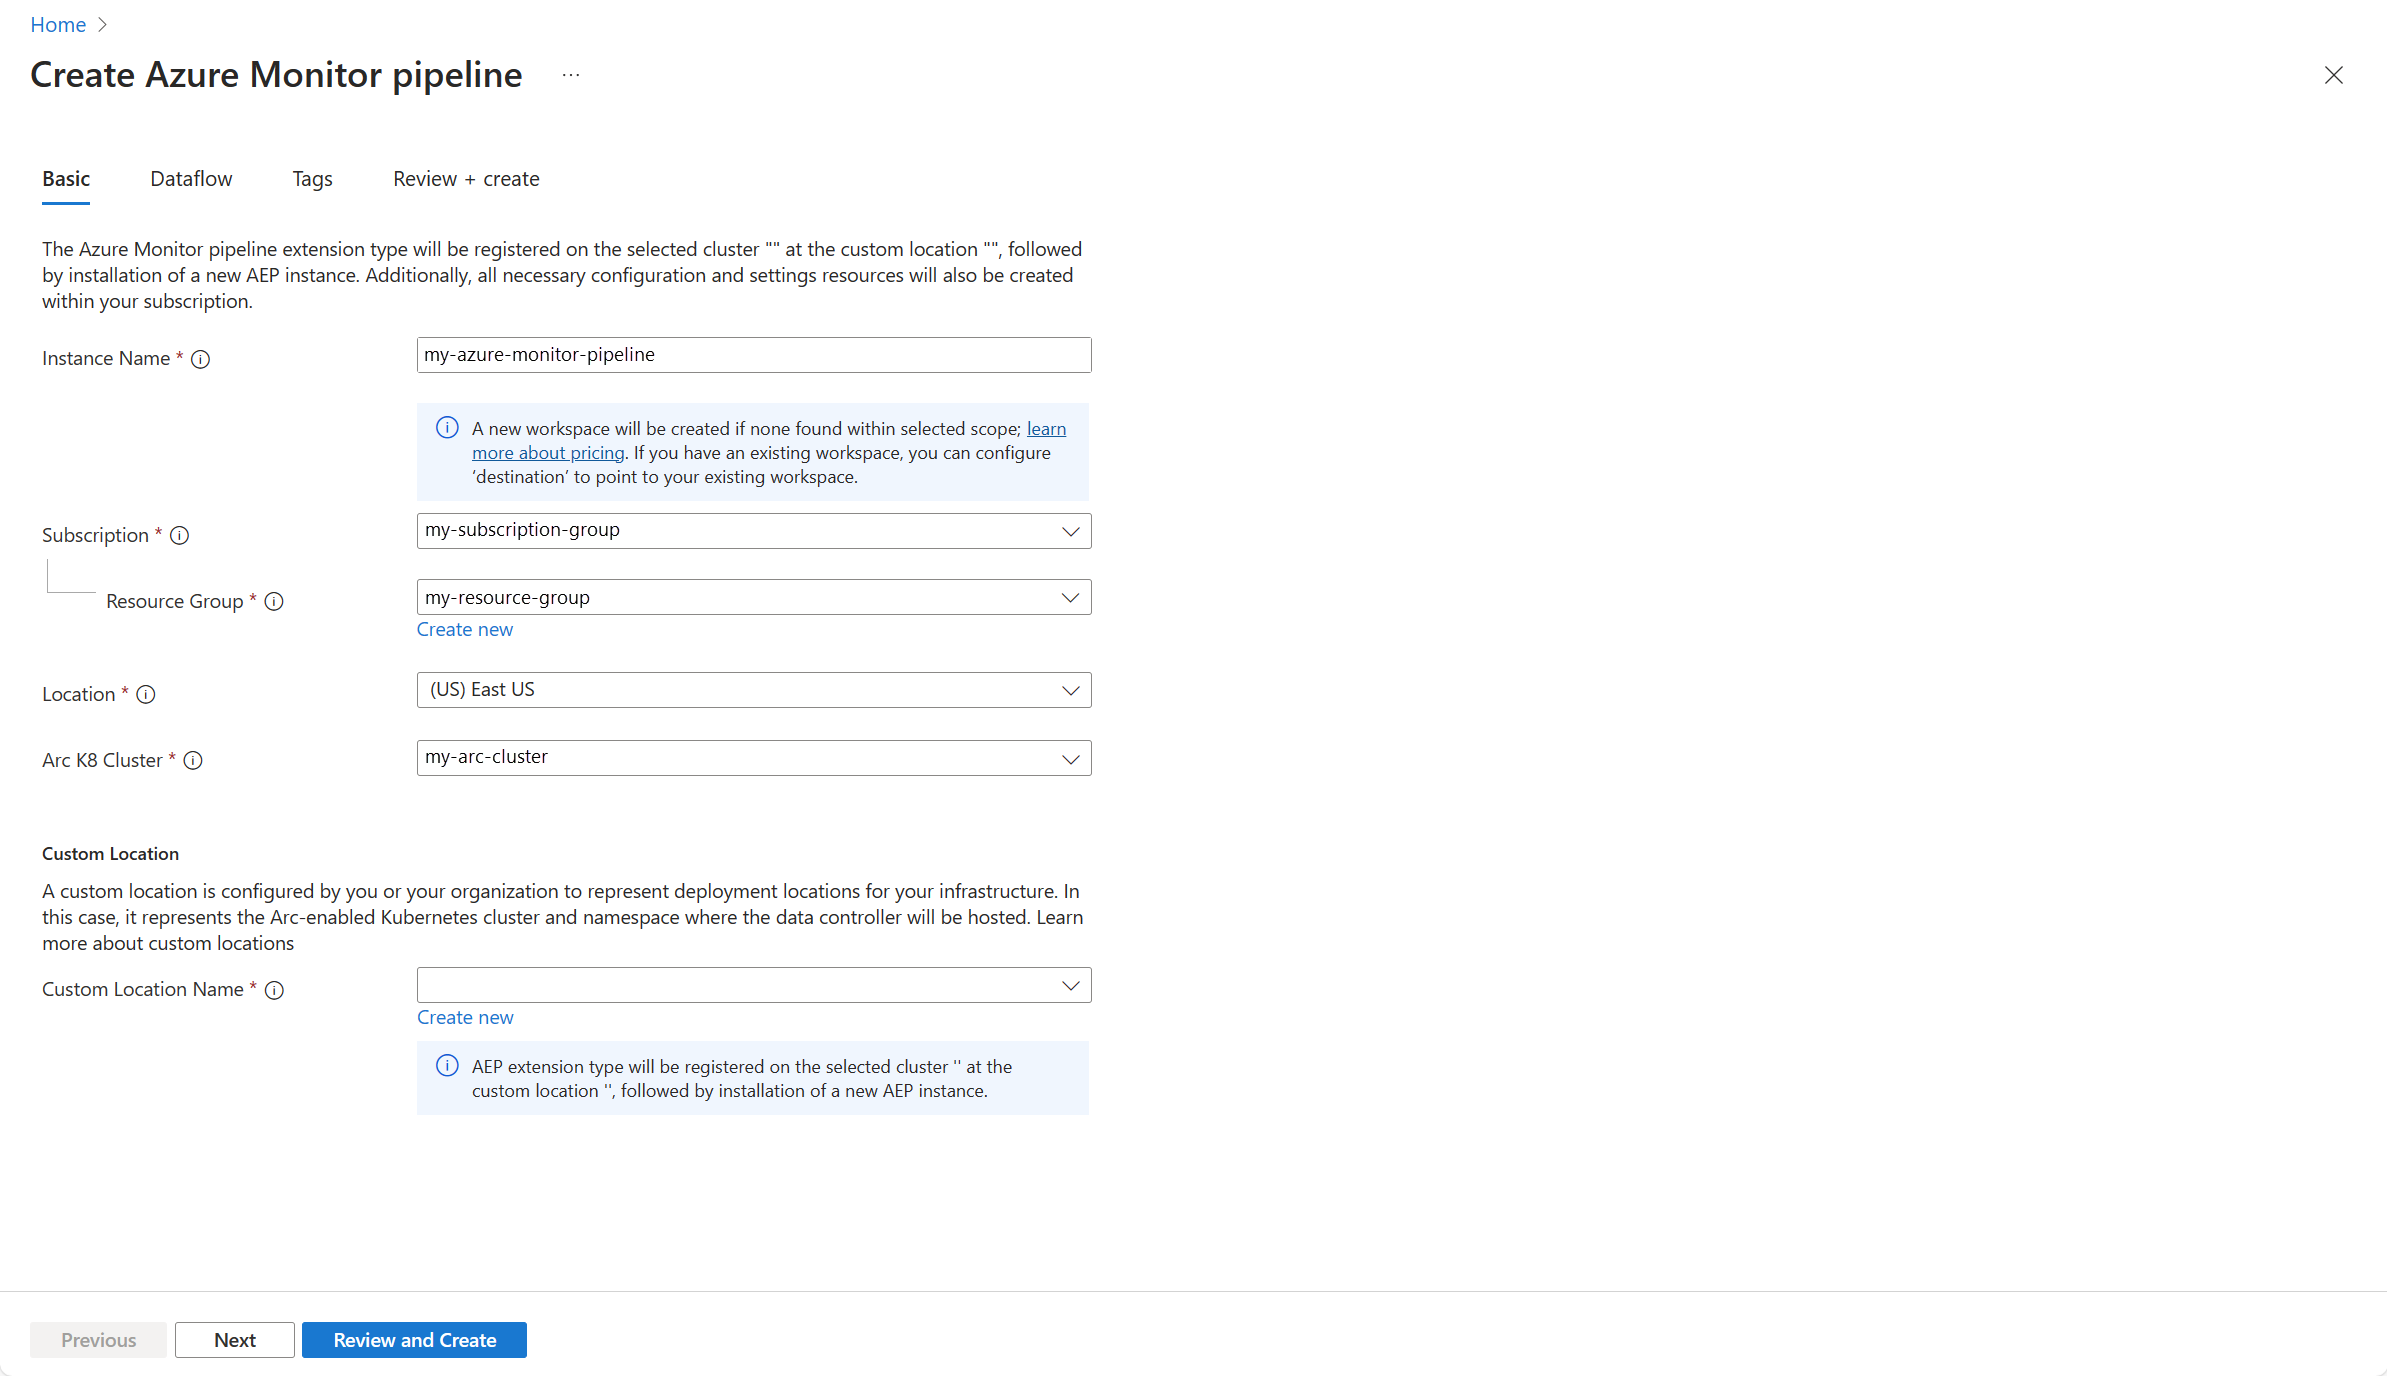 Home
Create Azure Monitor pipeline ...
Basic Dataflow Tags Review + create
The Azure Monitor pipeline extension type will be registered on the selected cluster "" at the custom location "", followed
by installation of a new AEP instance. Additionally, all necessary configuration and settings resources will also be created
within your subscription.
Instance Name * my-azure-monitor-pipeline
A new workspace will be created if none found within selected scope; learn
more about pricing. If you have an existing workspace, you can configure
‘destination’ to point to your existing workspace.
Subscription * my-subscription-group
Resource Group * my-resource-group
Create new
Location * (US) East US
Arc K8 Cluster * my-arc-cluster
Custom Location
A custom location is configured by you or your organization to represent deployment locations for your infrastructure. In
this case, it represents the Arc-enabled Kubernetes cluster and namespace where the data controller will be hosted. Learn
more about custom locations
Custom Location Name *
Create new
AEP extension type will be registered on the selected cluster '' at the
custom location '', followed by installation of a new AEP instance.
Previous Next Review and Create